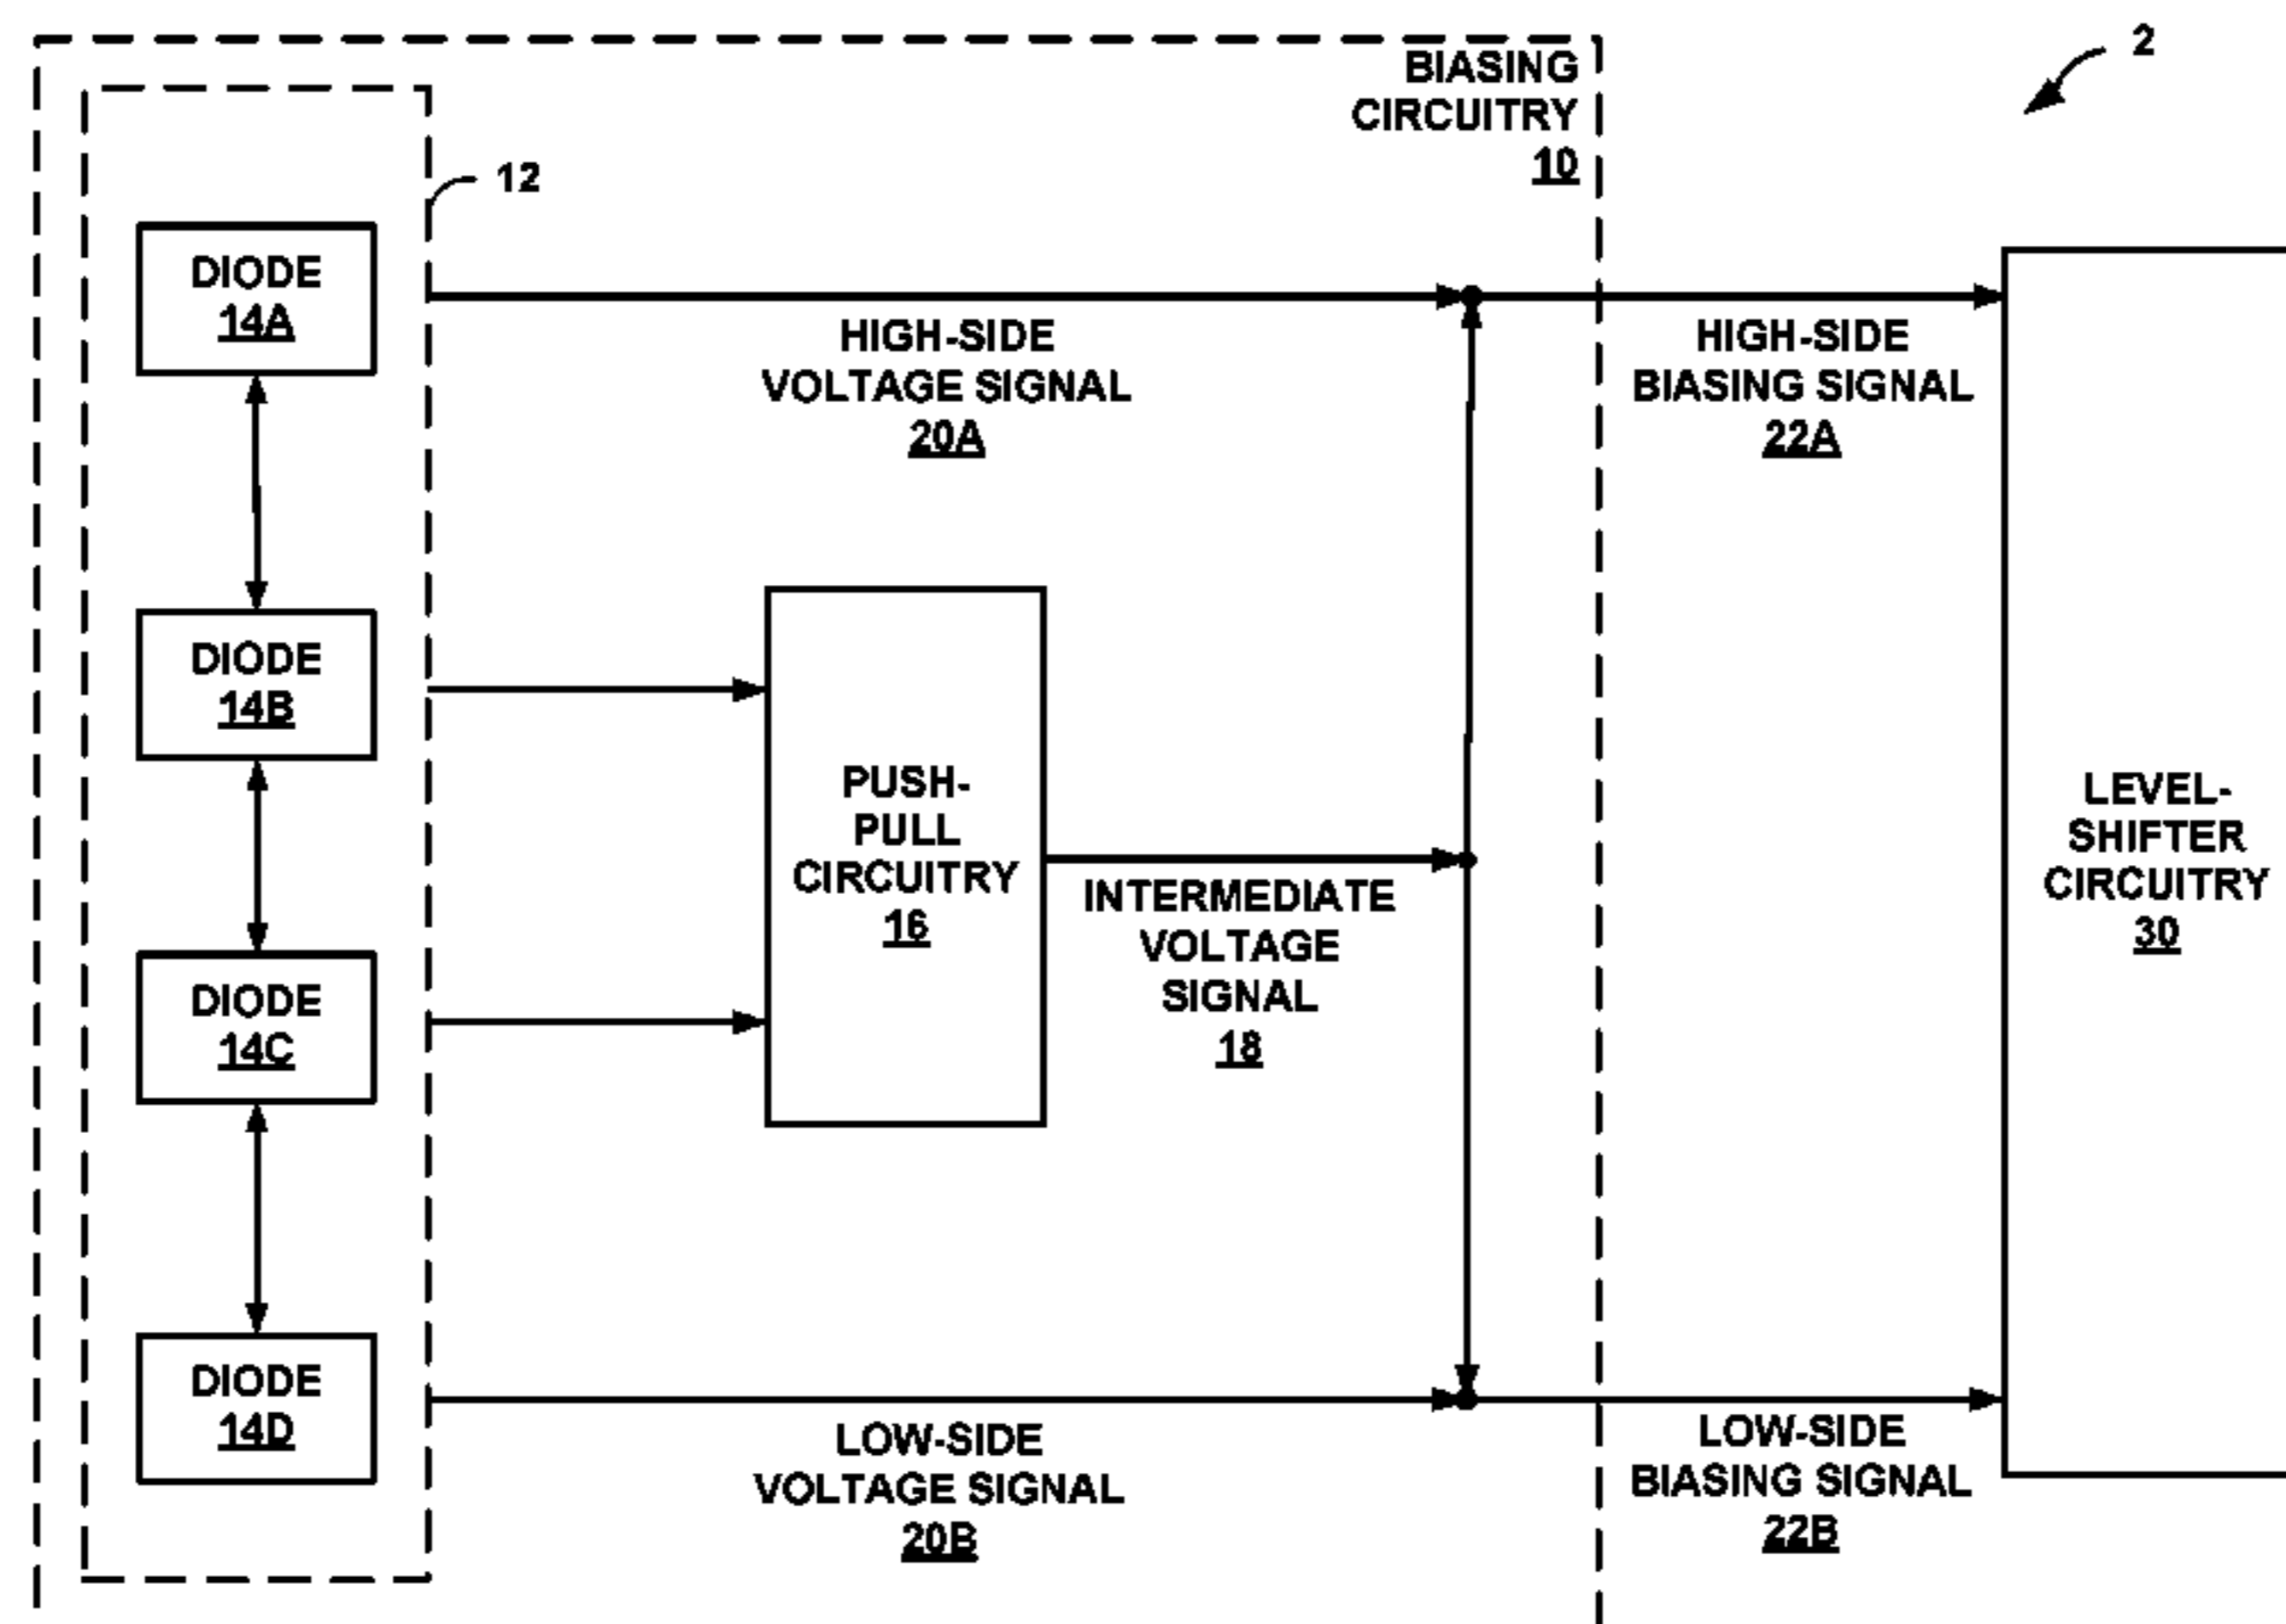 BIASING
CIRCUITRY
10
2
12
DIODE
14A
HIGH-SIDE
VOLTAGE SIGNAL
20A
HIGH-SIDE
BIASING SIGNAL
22A
DIODE
14B
PUSH-
PULL
CIRCUITRY
16
INTERMEDIATE
VOLTAGE
SIGNAL
18
LEVEL-
SHIFTER
CIRCUITRY
30
DIODE
14C
DIODE
14D
LOW-SIDE
VOLTAGE SIGNAL
20B
LOW-SIDE
BIASING SIGNAL
22B